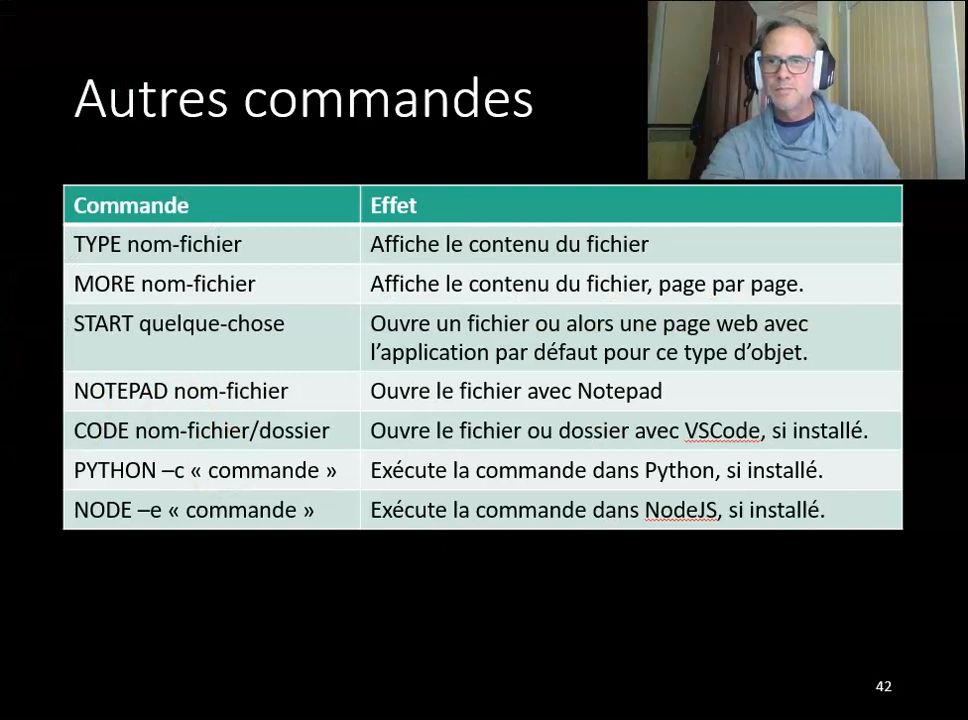 Autres commandes
Commande
Effet
TYPE nom-fichier
Affiche le contenu du fichier
MORE nom-fichier
Affiche le contenu du fichier, page par page.
START quelque-chose
Ouvre un fichier ou alors une page web avec
l’application par défaut pour ce type d’objet.
NOTEPAD nom-fichier
Ouvre le fichier avec Notepad
CODE nom-fichier/dossier
Ouvre le fichier ou dossier avec VSCode, si installé.
PYTHON –c « commande »
Exécute la commande dans Python, si installé.
NODE –e « commande »
Exécute la commande dans NodeJS, si installé.
42